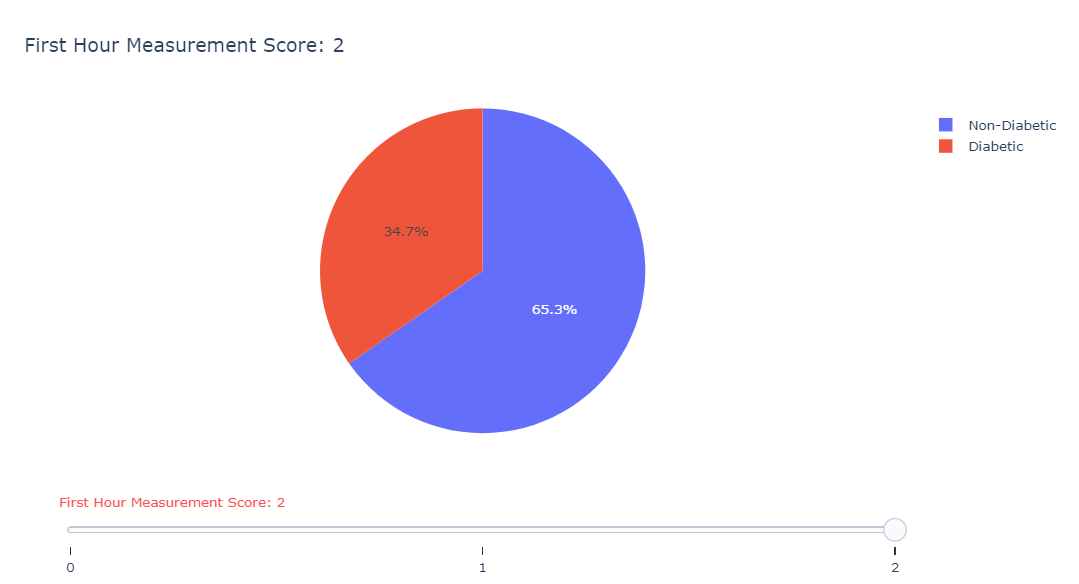 First Hour Measurement Score: 2
Non-Diabetic
Diabetic
34.7%
65.3%
First Hour Measurement Score: 2
0
1
2